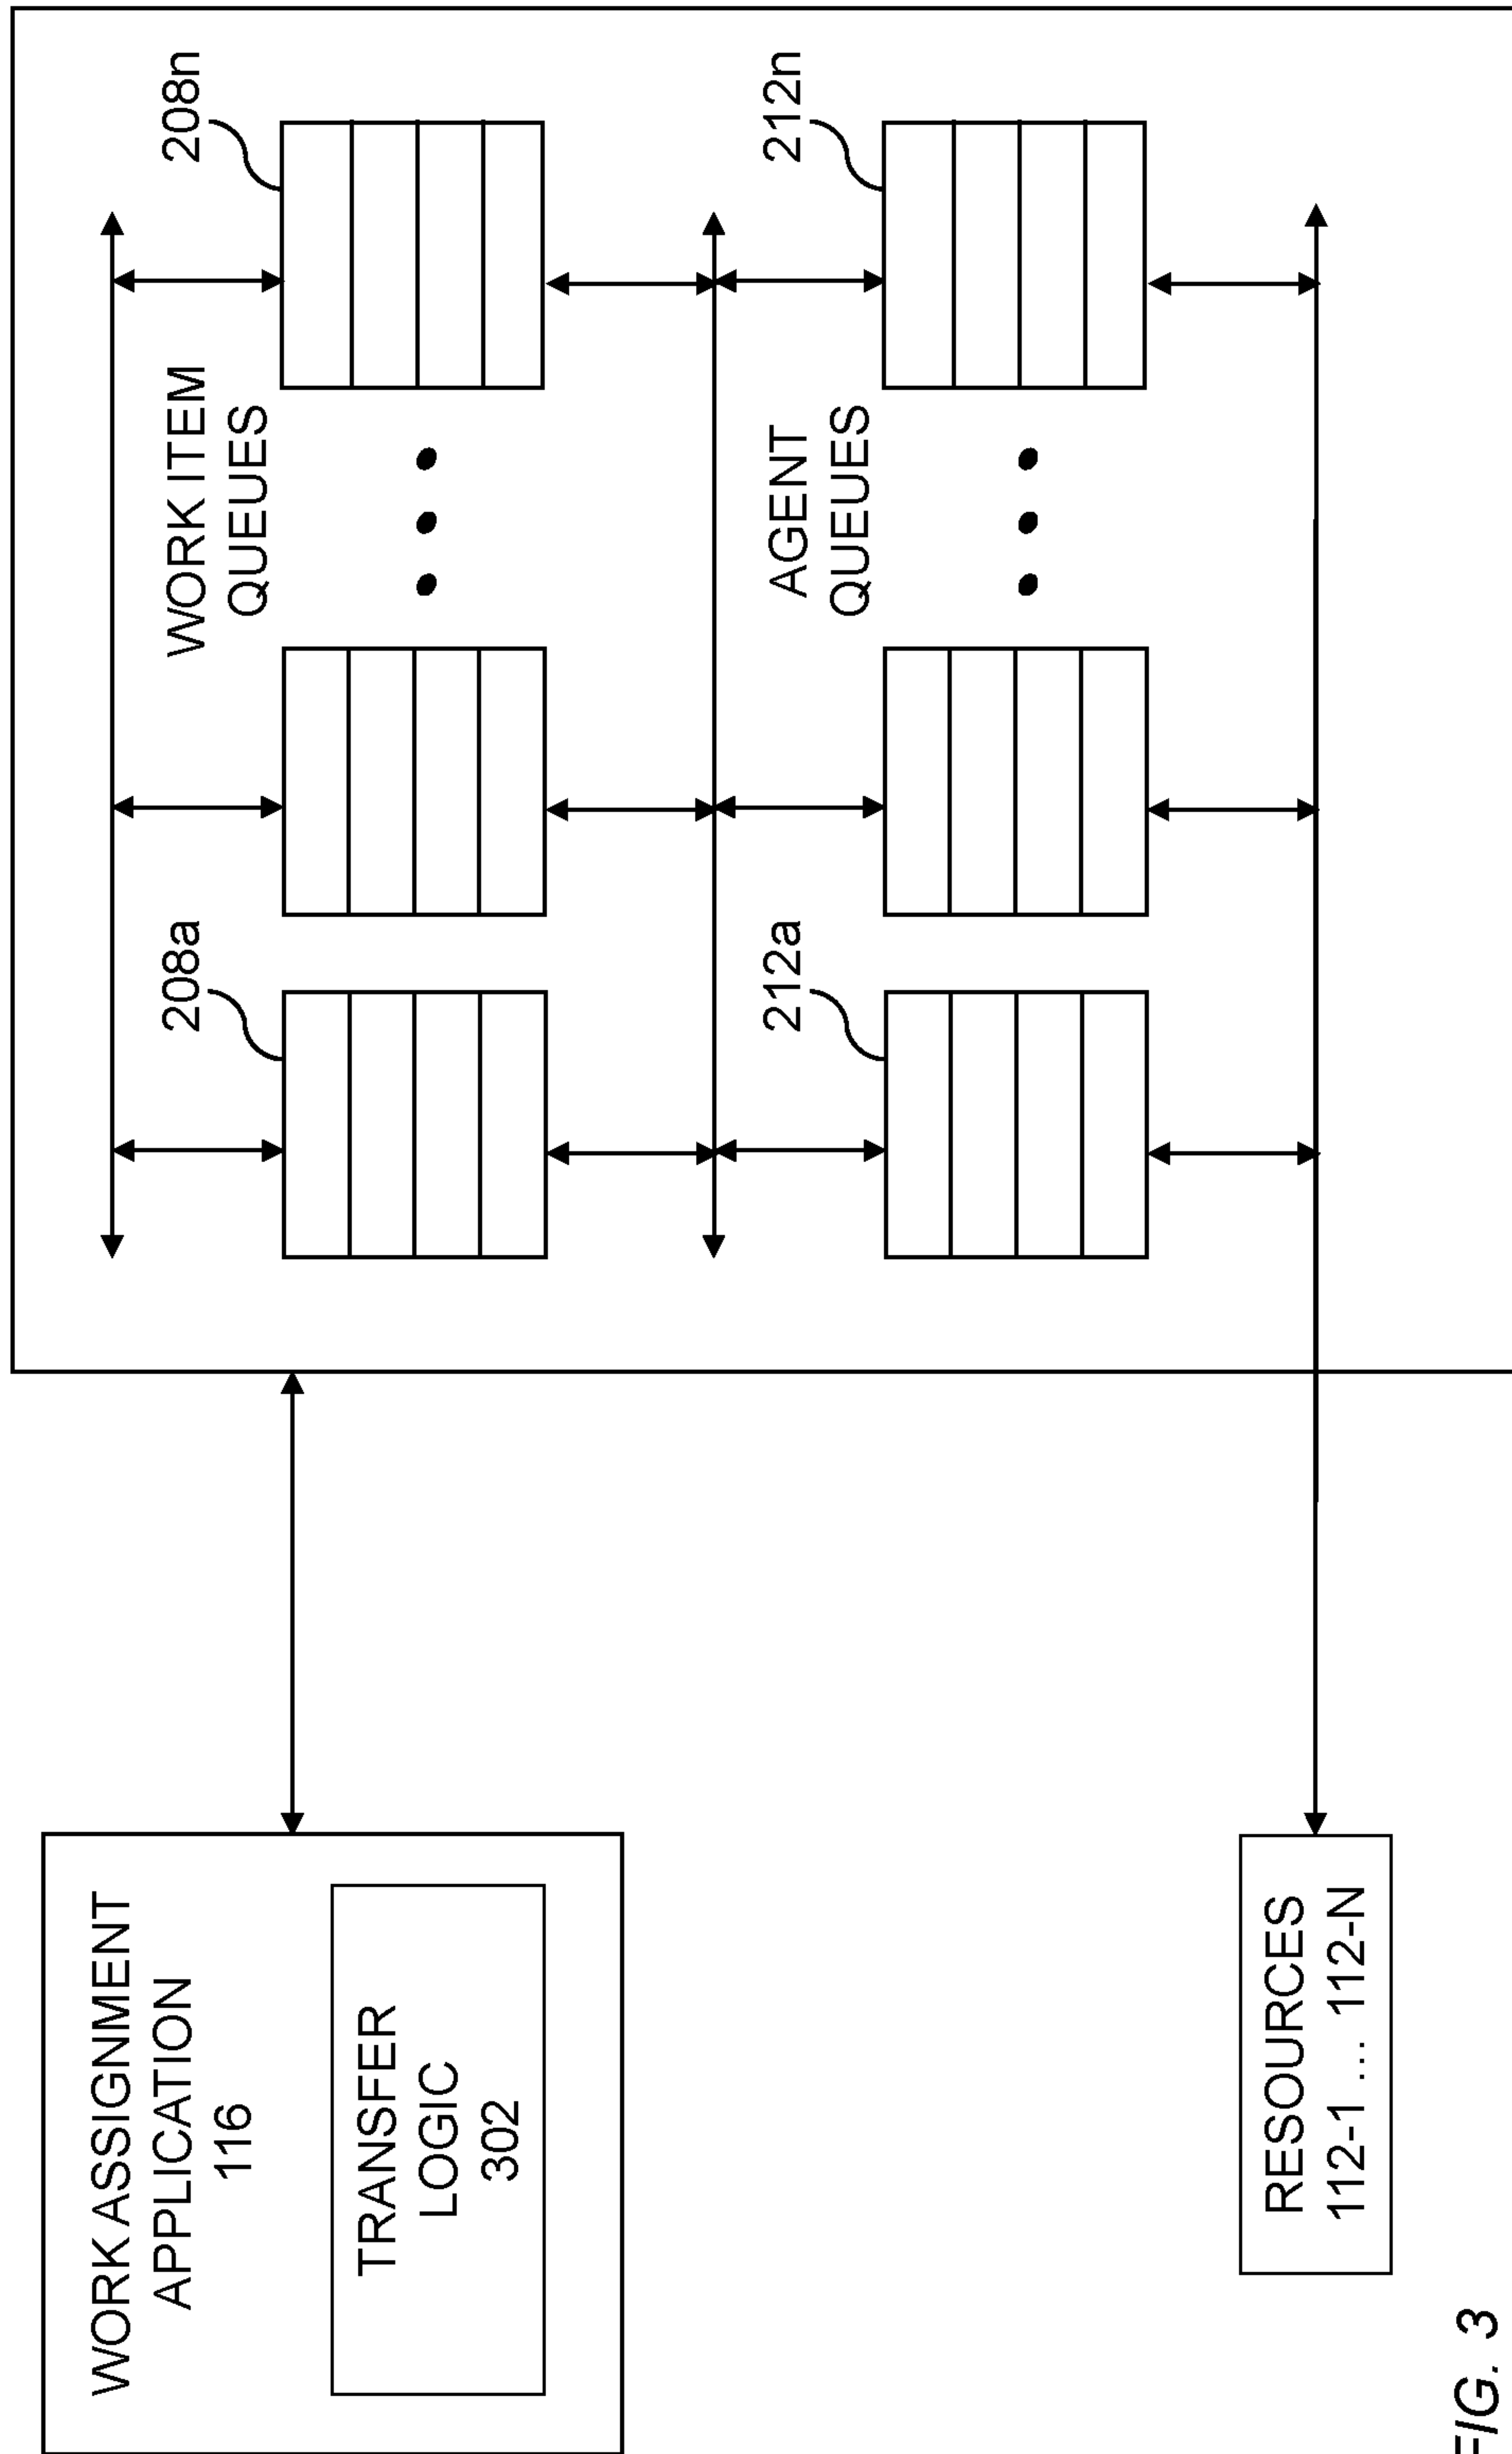 WORK ASSIGNMENT
APPLICATION
116
TRANSFER
LOGIC
302
208a
WORK ITEM
QUEUES
208n
212a
AGENT
QUEUES
212n
RESOURCES
112-1 ... 112-N
FIG. 3